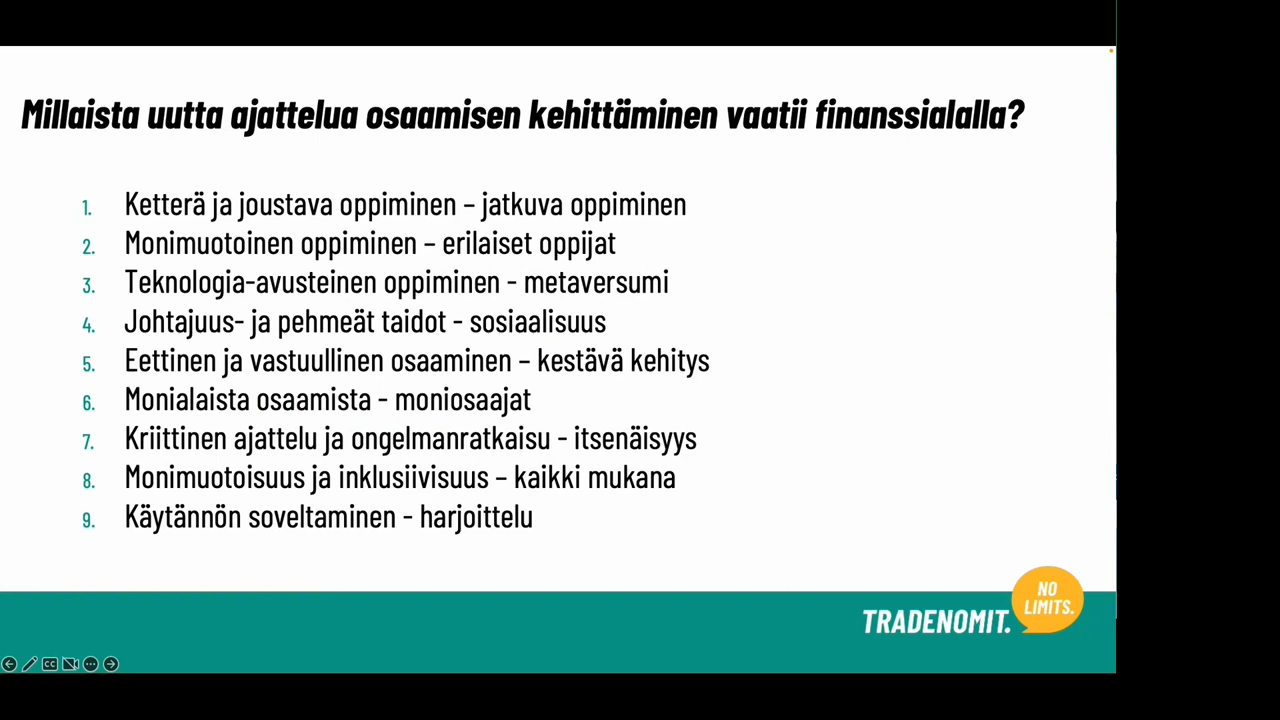 Millaista uutta ajattelua osaamisen kehittäminen vaatii finanssialalla?
1. Ketterä ja joustava oppiminen – jatkuva oppiminen
2. Monimuotoinen oppiminen – erilaiset oppijat
3. Teknologia-avusteinen oppiminen - metaversumi
4. Johtajuus- ja pehmeät taidot - sosiaalisuus
5. Eettinen ja vastuullinen osaaminen – kestävä kehitys
6. Monialaista osaamista - moniosaajat
7. Kriittinen ajattelu ja ongelmanratkaisu - itsenäisyys
8. Monimuotoisuus ja inklusiivisuus – kaikki mukana
9. Käytännön soveltaminen - harjoittelu
NO
LIMITS.
TRADENOMIT.
CC